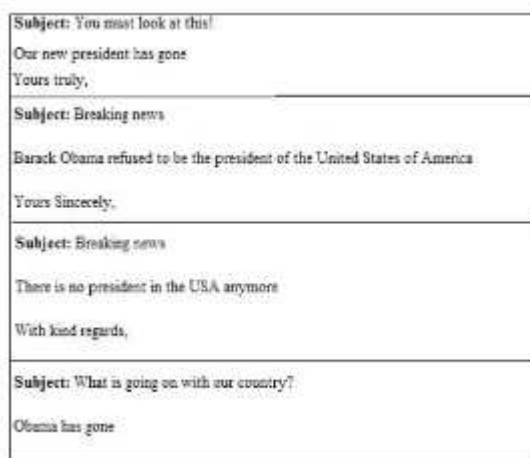 Subject: You must look at this!
Our new president has gone
Yours truly,
Subject: Breaking news
Barack Obama refused to be the president of the United States of America
Yours Sincerely,
Subject: Breaking news
There is no president in the USA anymore
With kind regards,
Subject: What is going on with our country?
Obama has gone